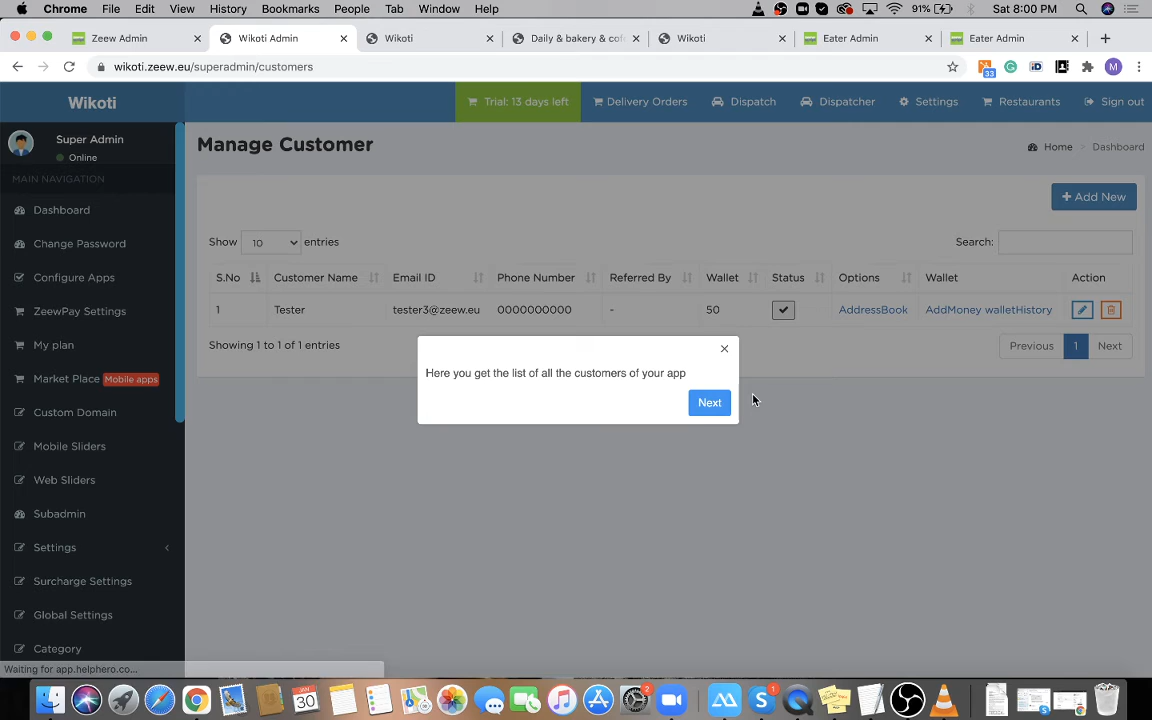 Chrome File Edit View History Bookmarks People Tab Window Help 91% Sat 8:00 PM
Zeew Admin Wikoti Admin Wikoti Daily & bakery & cof Wikoti Eater Admin Eater Admin
wikoti.zeew.eu/superadmin/customers 33 iD M
Wikoti Trial: 13 days left Delivery Orders Dispatch Dispatcher Settings Restaurants Sign out
Super Admin
Online
Manage Customer
Home > Dashboard
MAIN NAVIGATION
+ Add New
Dashboard
Change Password
Show 10 entries Search:
Configure Apps
S.No Customer Name Email ID Phone Number Referred By Wallet Status Options Wallet Action
ZeewPay Settings
1 Tester tester3@zeew.eu 0000000000 - 50 AddressBook AddMoney walletHistory
My plan
Showing 1 to 1 of 1 entries Previous 1 Next
Market Place Mobile apps
Here you get the list of all the customers of your app
Next
Custom Domain
Mobile Sliders
Web Sliders
Subadmin
Settings
Surcharge Settings
Global Settings
Category
Waiting for app.helphero.co...
JAN
30
2
1